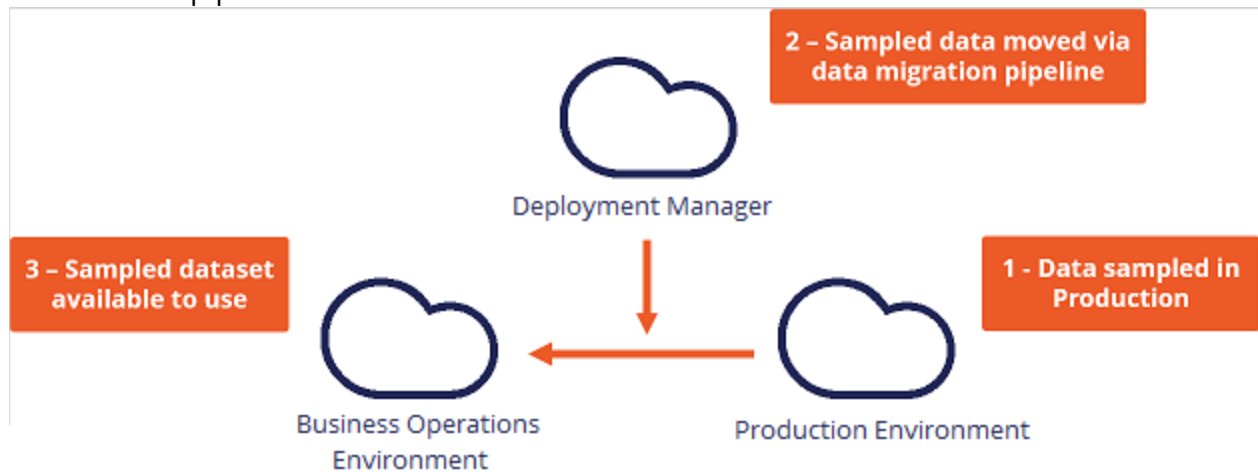 2 – Sampled data moved via
data migration pipeline
Deployment Manager
3 – Sampled dataset
available to use
1 - Data sampled in
Production
Business Operations
Environment
Production Environment